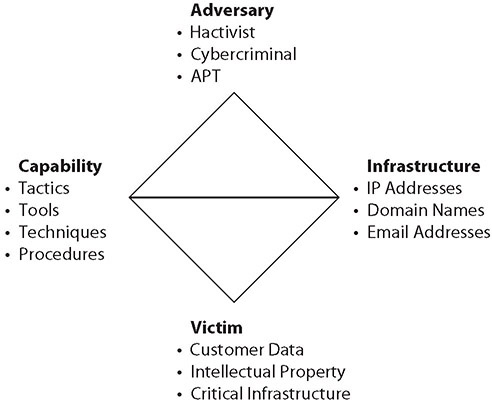 Adversary
• Hactivist
• Cybercriminal
• APT
Capability
• Tactics
• Tools
• Techniques
• Procedures
Infrastructure
• IP Addresses
• Domain Names
• Email Addresses
Victim
• Customer Data
• Intellectual Property
• Critical Infrastructure